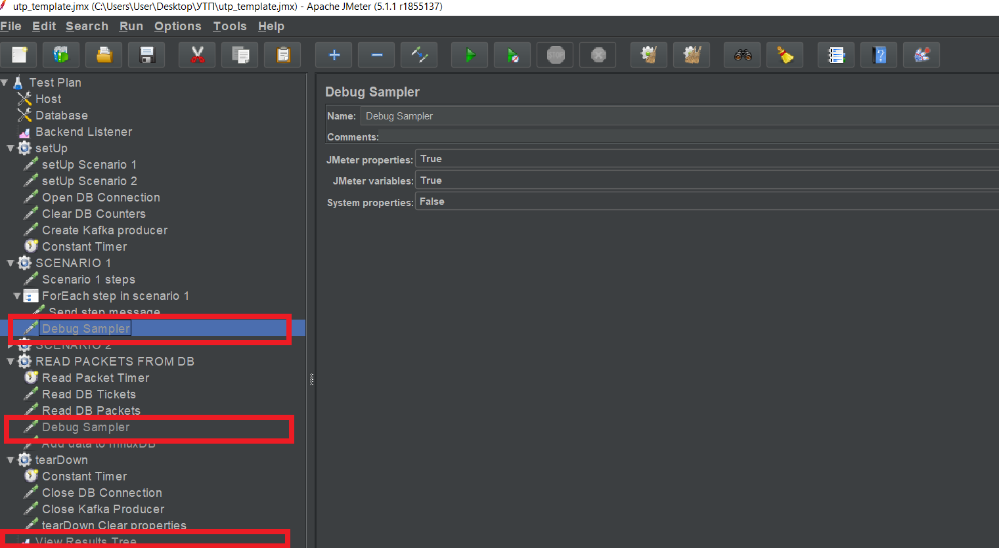 utp_template.jmx (C:\Users\User\Desktop\УТП\utp_template.jmx) - Apache JMeter (5.1.1 r1855137)
File Edit Search Run Options Tools Help
STOP
Test Plan
Host
Database
Backend Listener
setUp
setUp Scenario 1
setUp Scenario 2
Open DB Connection
Clear DB Counters
Create Kafka producer
Constant Timer
SCENARIO 1
Scenario 1 steps
ForEach step in scenario 1
Send step message
Debug Sampler
SCENARIO 2
READ PACKETS FROM DB
Read Packet Timer
Read DB Tickets
Read DB Packets
Debug Sampler
Add data to InfluxDB
tearDown
Constant Timer
Close DB Connection
Close Kafka Producer
tearDown Clear properties
View Results Tree
Debug Sampler
Name: Debug Sampler
Comments:
JMeter properties: True
JMeter variables: True
System properties: False